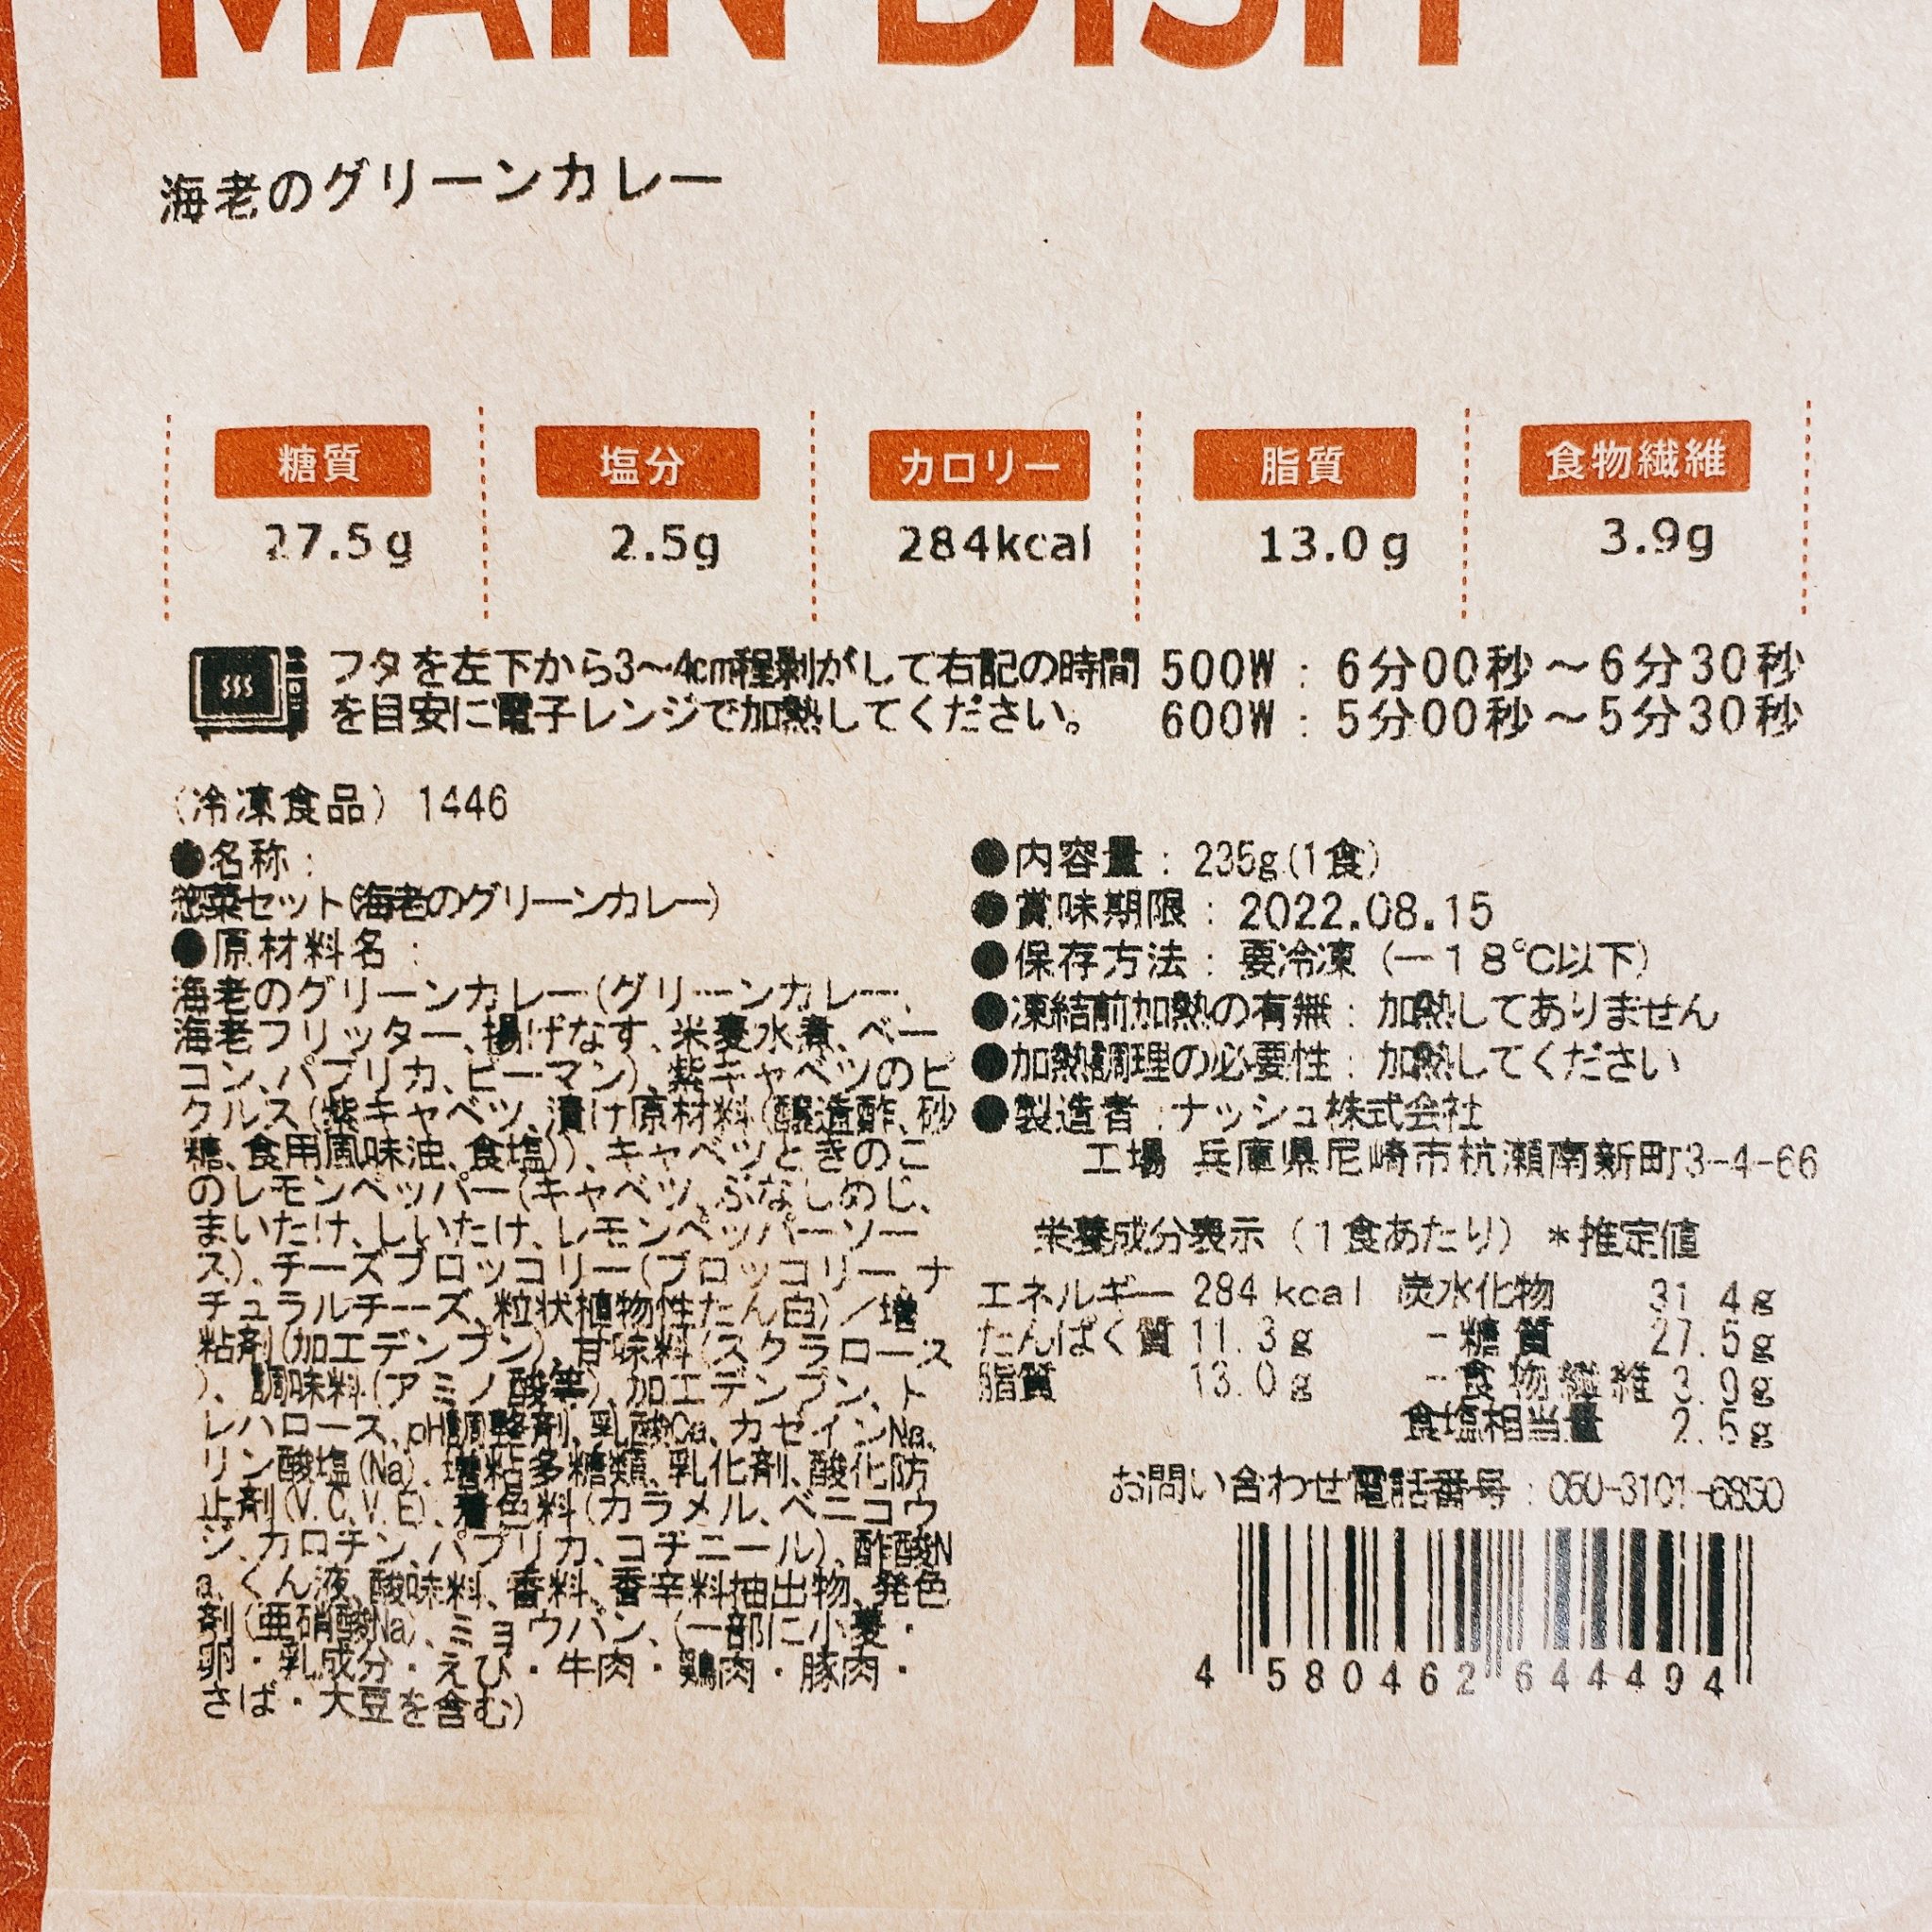 MAIN DISH
海老のグリーンカレー
糖質 塩分 カロリー 脂質 食物繊維
27.5g 2.5g 284kcal 13.0g 3.9g
フタを左下から3〜4cm程剥がして右記の時間 500W : 6分00秒〜6分30秒
を目安に電子レンジで加熱してください。 600W : 5分00秒〜5分30秒
(冷凍食品) 1446
●名称 :
惣菜セット(海老のグリーンカレー)
●原材料名 :
海老のグリーンカレー(グリーンカレー、
海老フリッター、揚げなす、米麦水煮、ベー
コン、パプリカ、ピーマン)、紫キャベツのピ
クルス(紫キャベツ、漬け原材料(醸造酢、砂
糖、食用風味油、食塩))、キャベツときのこ
のレモンペッパー(キャベツ、ぶなしめじ、
まいたけ、しいたけ、レモンペッパーソー
ス)、チーズブロッコリー(ブロッコリー、ナ
チュラルチーズ、粒状植物性たん白)／増
粘剤(加工デンプン)、甘味料(スクラロース
)、調味料(アミノ酸等)、加工デンプン、ト
レハロース、pH調整剤、乳酸Ca、カゼインNa、
リン酸塩(Na)、増粘多糖類、乳化剤、酸化防
止剤(V.C,V.E)、着色料(カラメル、ベニコウ
ジ、カロチン、パプリカ、コチニール)、酢酸N
a、くん液、酸味料、香料、香辛料抽出物、発色
剤(亜硝酸Na)、ミョウバン、(一部に小麦・
卵・乳成分・えび・牛肉・鶏肉・豚肉・
さば・大豆を含む)
●内容量 : 235g(1食)
●賞味期限 : 2022.08.15
●保存方法 : 要冷凍 (−18℃以下)
●凍結前加熱の有無 : 加熱してありません
●加熱調理の必要性 : 加熱してください
●製造者 : ナッシュ株式会社
工場 兵庫県尼崎市杭瀬南新町3-4-66
栄養成分表示 (1食あたり) *推定値
エネルギー 284 kcal 炭水化物 31.4g
たんぱく質 11.3g -糖質 27.5g
脂質 13.0g -食物繊維 3.9g
食塩相当量 2.5g
お問い合わせ電話番号 : 050-3101-6850
4 580462 644494